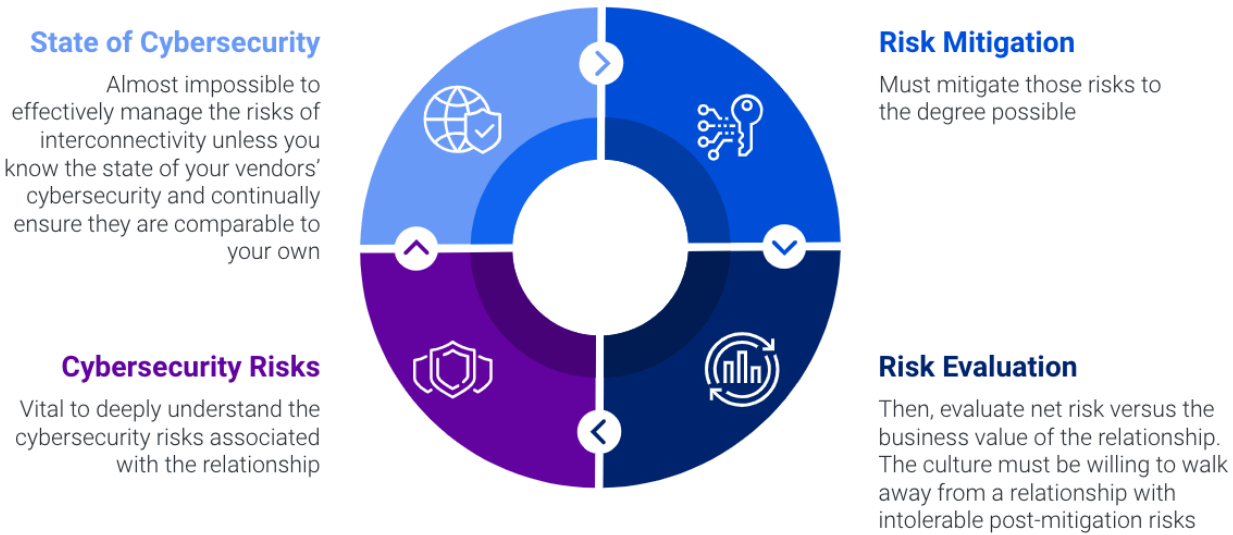 State of Cybersecurity
Almost impossible to
effectively manage the risks of
interconnectivity unless you
know the state of your vendors’
cybersecurity and continually
ensure they are comparable to
your own
Risk Mitigation
Must mitigate those risks to
the degree possible
Cybersecurity Risks
Vital to deeply understand the
cybersecurity risks associated
with the relationship
Risk Evaluation
Then, evaluate net risk versus the
business value of the relationship.
The culture must be willing to walk
away from a relationship with
intolerable post-mitigation risks